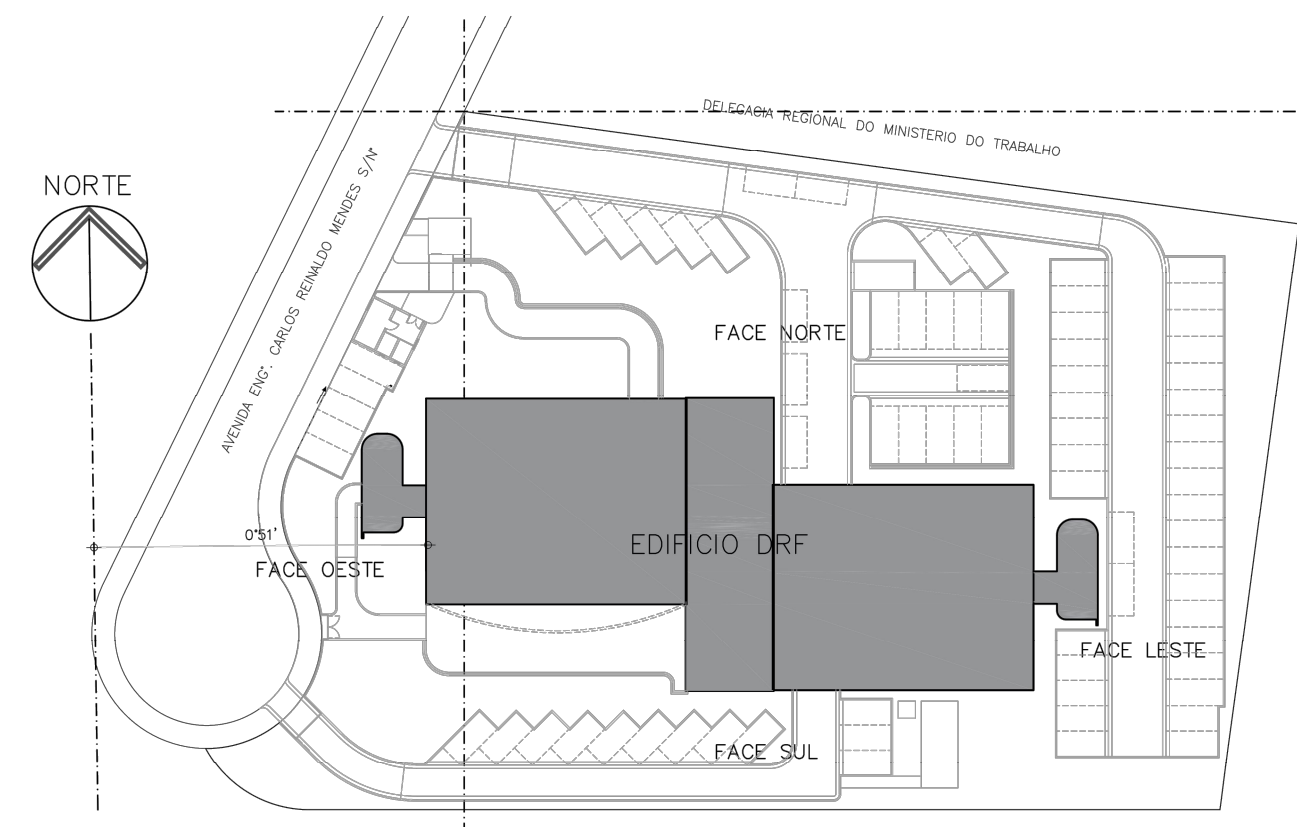 DELEGACIA REGIONAL DO MINISTERIO DO TRABALHO
NORTE
AVENIDA ENGº. CARLOS REINALDO MENDES S/Nº
FACE NORTE
0°51'
EDIFICIO DRF
FACE OESTE
FACE LESTE
FACE SUL